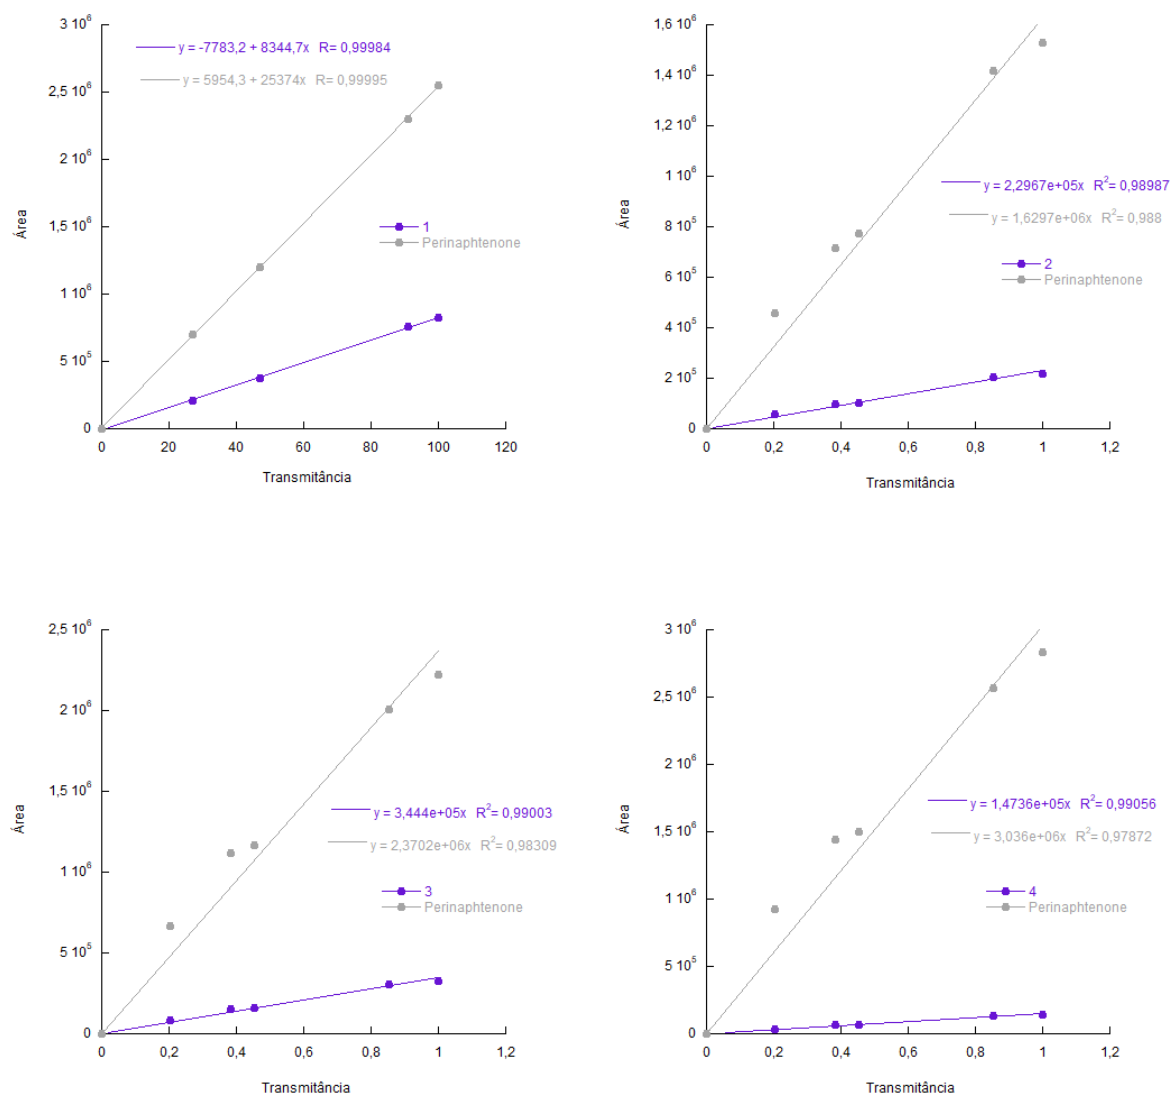 3 10⁶
2,5 10⁶
2 10⁶
1,5 10⁶
1 10⁶
5 10⁵
0
Área
y = -7783,2 + 8344,7x R= 0,99984
y = 5954,3 + 25374x R= 0,99995
1
Perinaphtenone
0 20 40 60 80 100 120
Transmitância
1,6 10⁶
1,4 10⁶
1,2 10⁶
1 10⁶
8 10⁵
6 10⁵
4 10⁵
2 10⁵
0
Área
y = 2,2967e+05x R²= 0,98987
y = 1,6297e+06x R²= 0,988
2
Perinaphtenone
0 0,2 0,4 0,6 0,8 1 1,2
Transmitância
2,5 10⁶
2 10⁶
1,5 10⁶
1 10⁶
5 10⁵
0
Área
y = 3,444e+05x R²= 0,99003
y = 2,3702e+06x R²= 0,98309
3
Perinaphtenone
0 0,2 0,4 0,6 0,8 1 1,2
Transmitância
3 10⁶
2,5 10⁶
2 10⁶
1,5 10⁶
1 10⁶
5 10⁵
0
Área
y = 1,4736e+05x R²= 0,99056
y = 3,036e+06x R²= 0,97872
4
Perinaphtenone
0 0,2 0,4 0,6 0,8 1 1,2
Transmitância